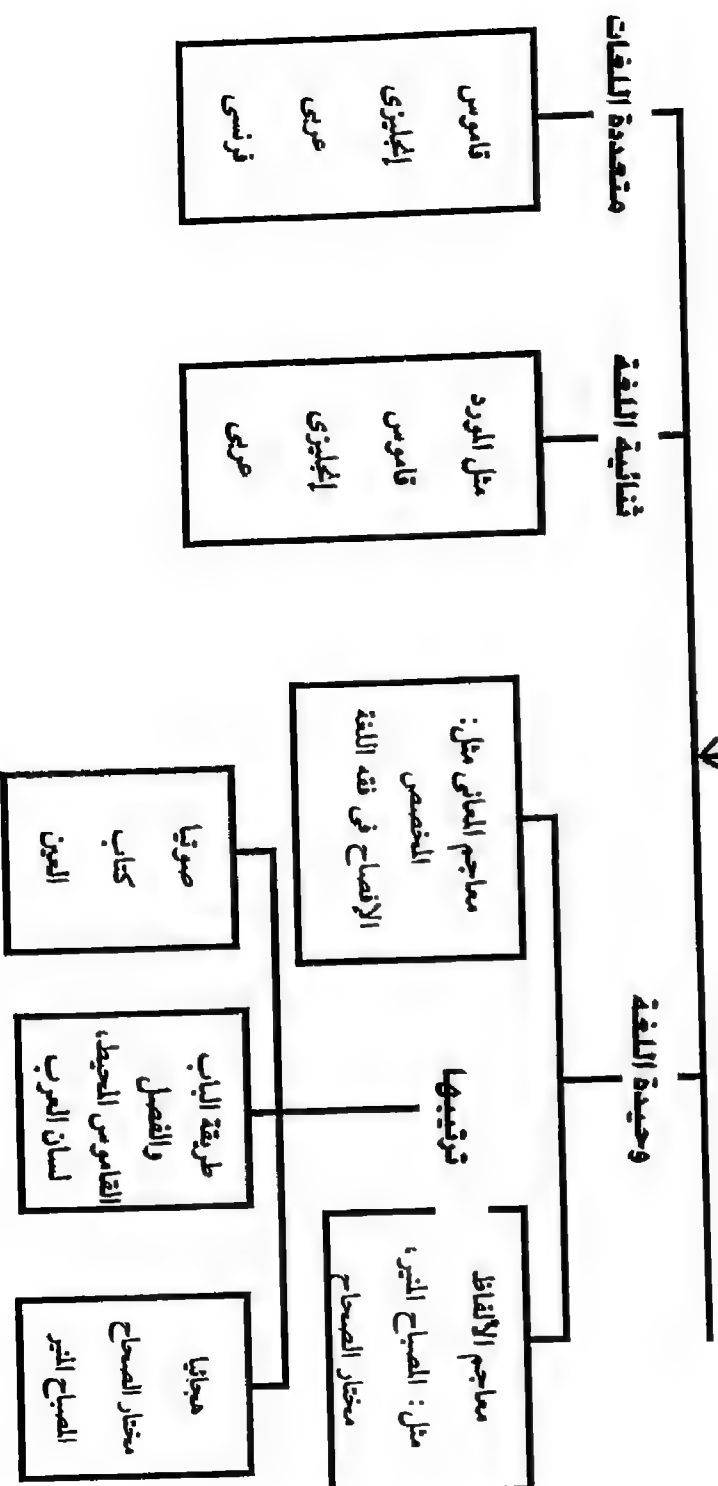 وحيدة اللغة
ثنائية اللغة
متعددة اللغات
معاجم الألفاظ
مثل: المصباح المنير،
مختار الصحاح
معاجم المعانى مثل:
المخصص
الإفصاح فى فقه اللغة
مثل المورد
قاموس
إنجليزى
عربى
قاموس
إنجليزى
عربى
فرنسى
ترتيبها
هجائيا
مختار الصحاح
المصباح المنير
طريقة الباب
والفصل
القاموس المحيط،
لسان العرب
صوتيا
كتاب
العين